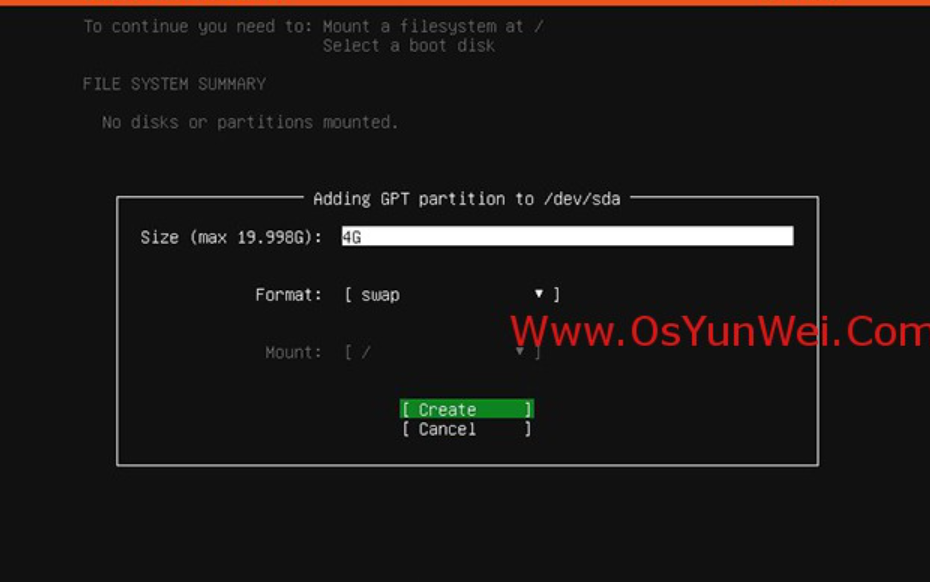 To continue you need to: Mount a filesystem at /
Select a boot disk
FILE SYSTEM SUMMARY
No disks or partitions mounted.
Adding GPT partition to /dev/sda
Size (max 19.998G): 4G
Format: [ swap ▼ ]
Www.OsYunWei.Com
Mount: [ / ▼ ]
[ Create ]
[ Cancel ]